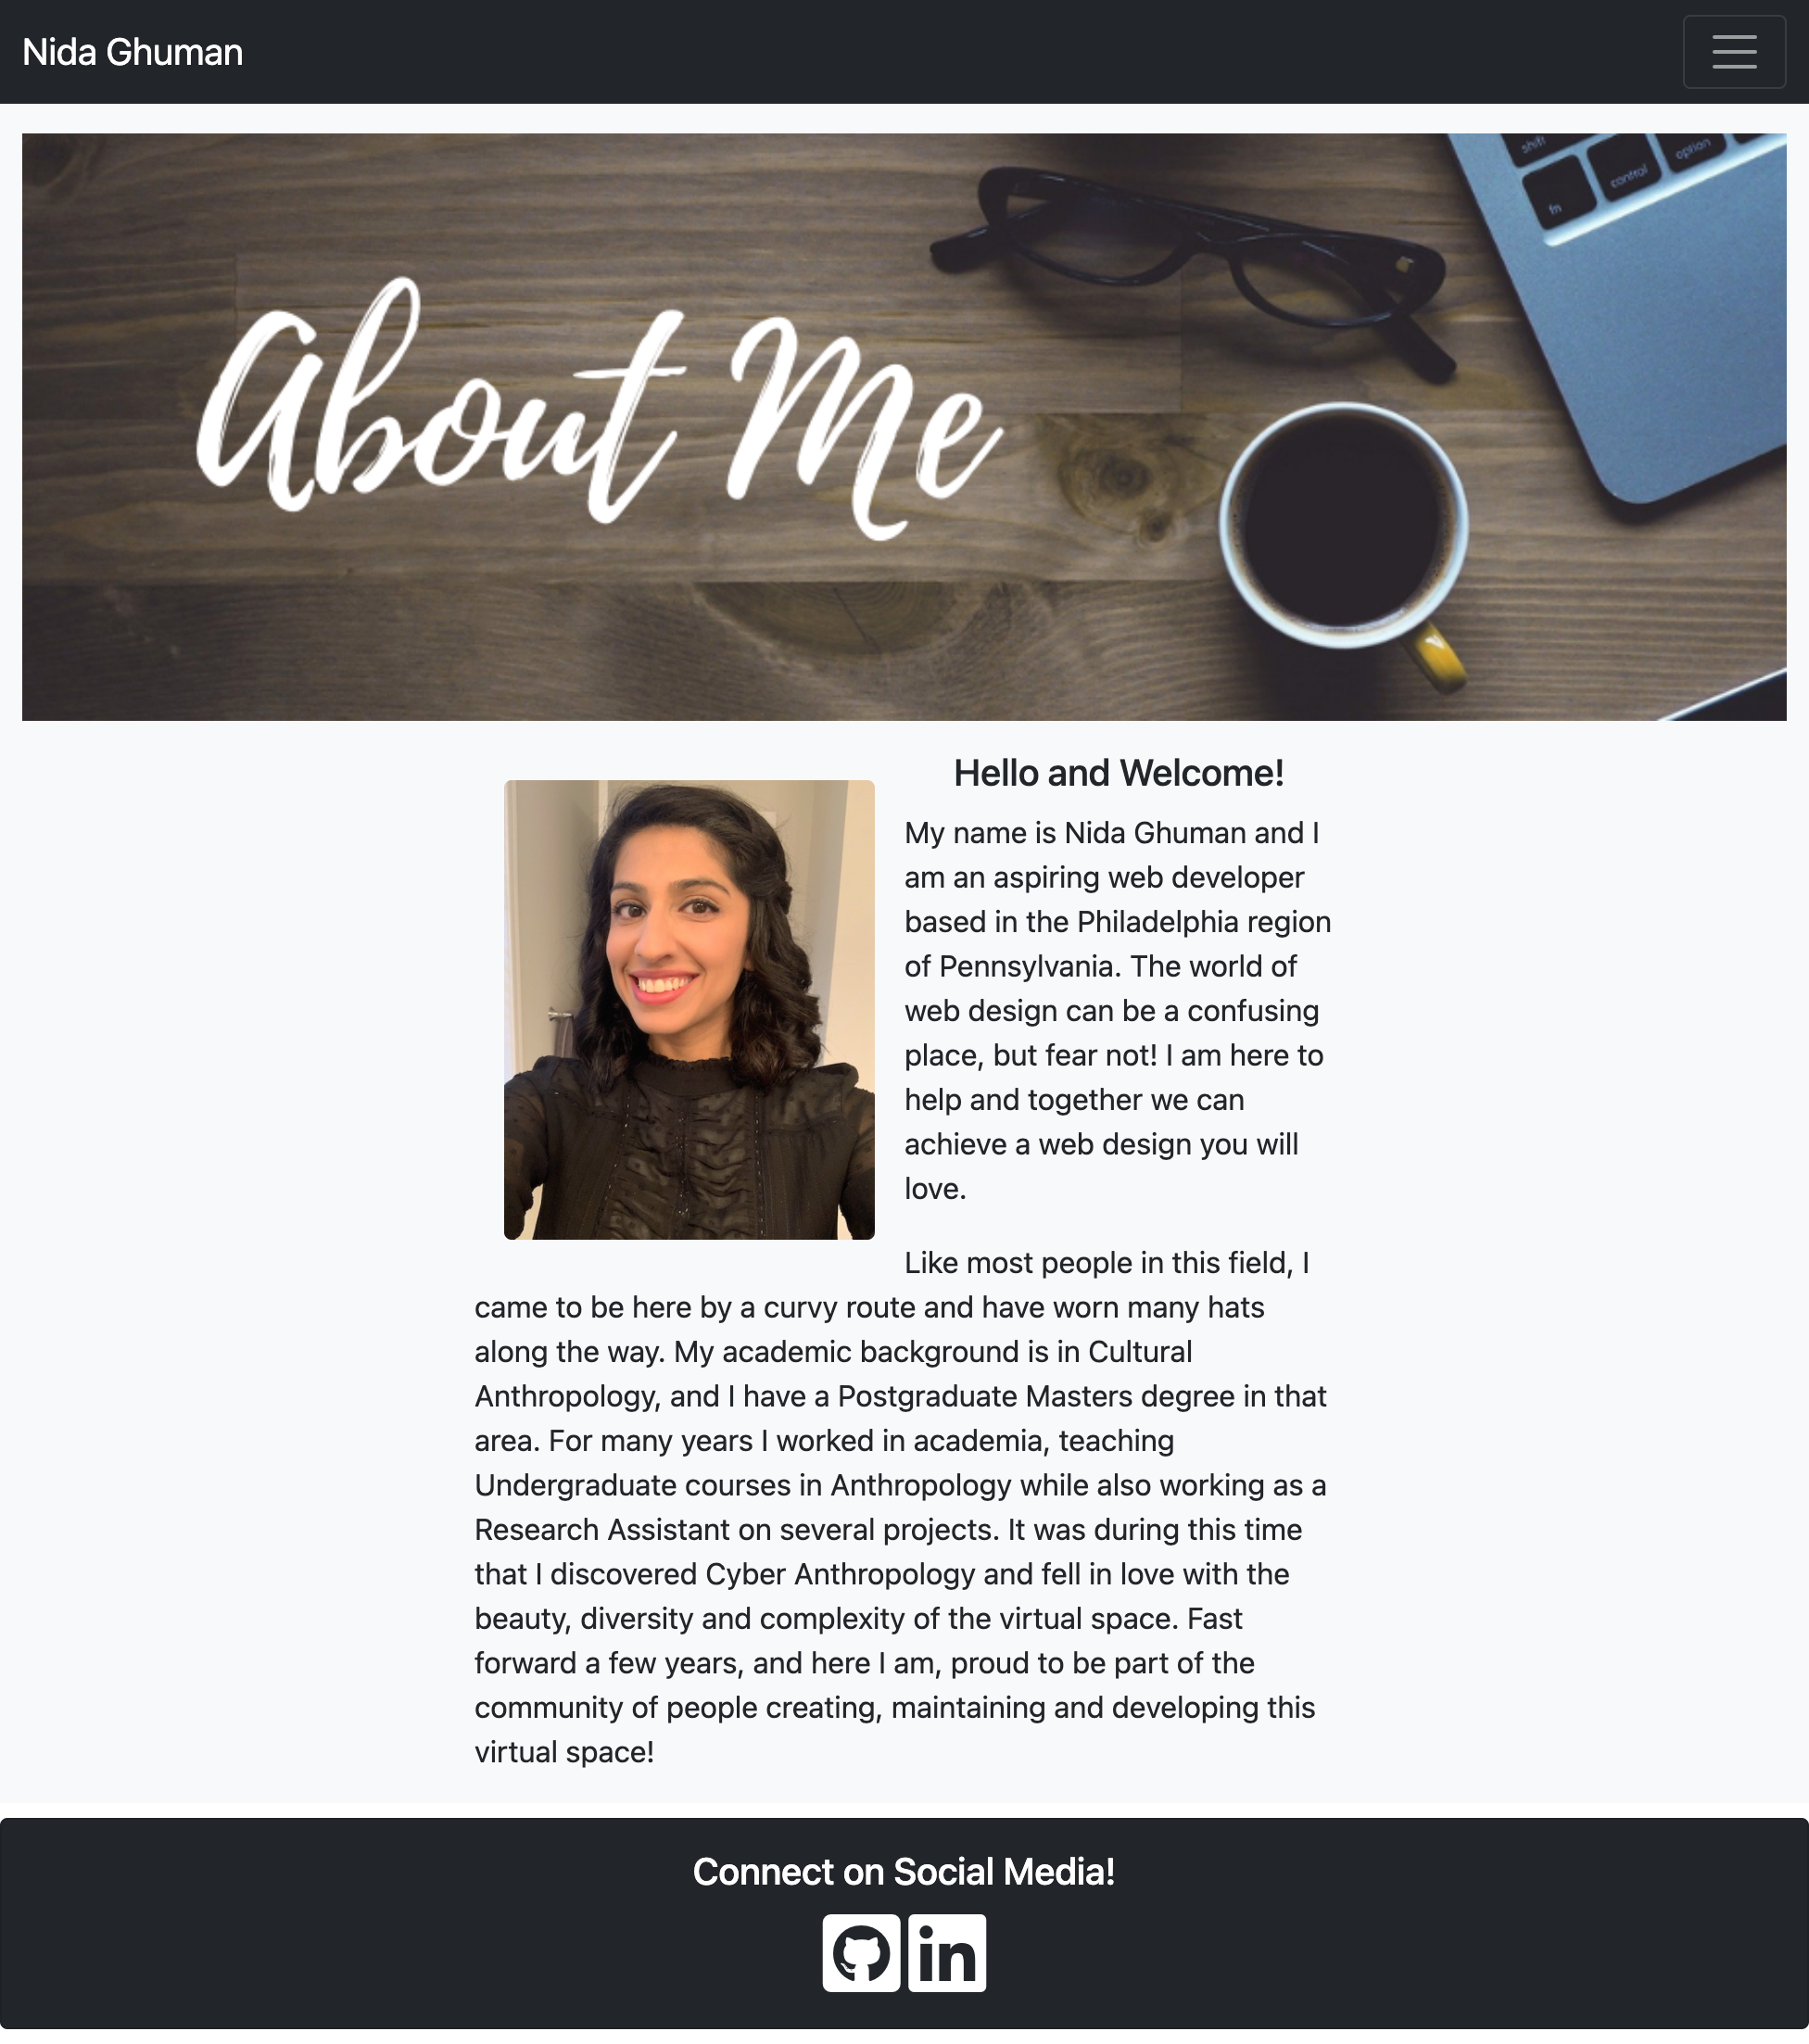 Nida Ghuman
shift
control
option
fn
About Me
Hello and Welcome!
My name is Nida Ghuman and I
am an aspiring web developer
based in the Philadelphia region
of Pennsylvania. The world of
web design can be a confusing
place, but fear not! I am here to
help and together we can
achieve a web design you will
love.
Like most people in this field, I
came to be here by a curvy route and have worn many hats
along the way. My academic background is in Cultural
Anthropology, and I have a Postgraduate Masters degree in that
area. For many years I worked in academia, teaching
Undergraduate courses in Anthropology while also working as a
Research Assistant on several projects. It was during this time
that I discovered Cyber Anthropology and fell in love with the
beauty, diversity and complexity of the virtual space. Fast
forward a few years, and here I am, proud to be part of the
community of people creating, maintaining and developing this
virtual space!
Connect on Social Media!
in